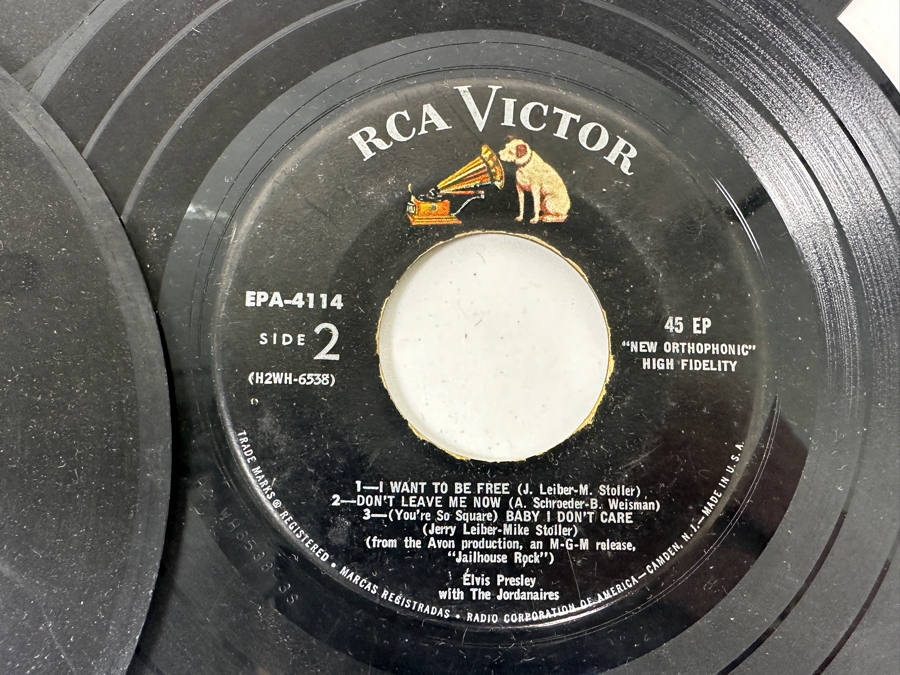 RCA VICTOR
EPA-4114
SIDE 2
(H2WH-6538)
45 EP
"NEW ORTHOPHONIC"
HIGH FIDELITY
1—I WANT TO BE FREE (J. Leiber-M. Stoller)
2—DON'T LEAVE ME NOW (A. Schroeder-B. Weisman)
3—(You're So Square) BABY I DON'T CARE
(Jerry Leiber-Mike Stoller)
(from the Avon production, an M-G-M release,
"Jailhouse Rock")
Elvis Presley
with The Jordanaires
TRADE MARKS ® REGISTERED • MARCAS REGISTRADAS • RADIO CORPORATION OF AMERICA—CAMDEN, N. J.—MADE IN U. S. A.